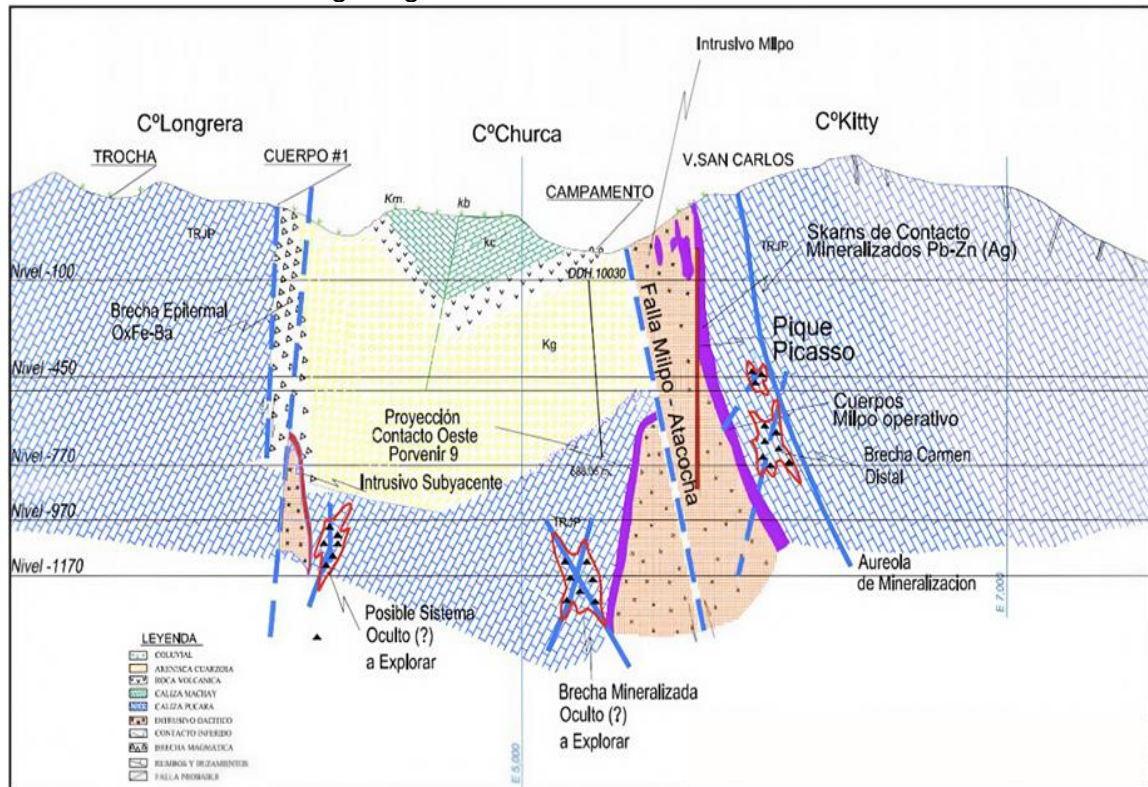 Intrusivo Milpo
CºLongrera
CºChurca
CºKitty
TROCHA
CUERPO #1
V.SAN CARLOS
Km.
kb
CAMPAMENTO
kc
TRJP
TRJP
Skarns de Contacto
Mineralizados Pb-Zn (Ag)
Nivel -100
DDH 10030
Brecha Epitermal
OxFe-Ba
Falla Milpo - Atacocha
Kg
Pique
Picasso
Nivel -450
Proyección
Contacto Oeste
Porvenir 9
Cuerpos
Milpo operativo
Nivel -770
Intrusivo Subyacente
Brecha Carmen
Distal
Nivel -970
TRJP
Nivel -1170
Aureola
de Mineralizacion
Posible Sistema
Oculto (?)
a Explorar
Brecha Mineralizada
Oculto (?)
a Explorar
E 5,000
E 7,000
LEYENDA
COLUVIAL
ARENISCA CUARZOSA
ROCA VOLCANICA
CALIZA MACHAY
CALIZA PUCARA
INTRUSIVO DACITICO
CONTACTO INFERIDO
BRECHA MAGMATICA
RUMBOS Y BUZAMIENTOS
FALLA PROBABLE